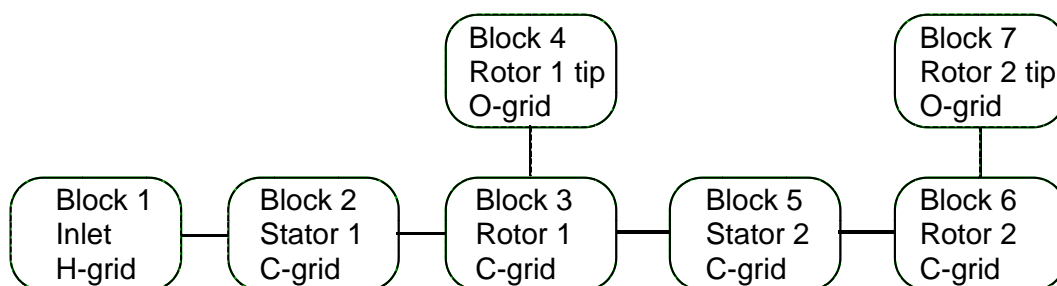 Block 4
Rotor 1 tip
O-grid
Block 7
Rotor 2 tip
O-grid
Block 1
Inlet
H-grid
Block 2
Stator 1
C-grid
Block 3
Rotor 1
C-grid
Block 5
Stator 2
C-grid
Block 6
Rotor 2
C-grid